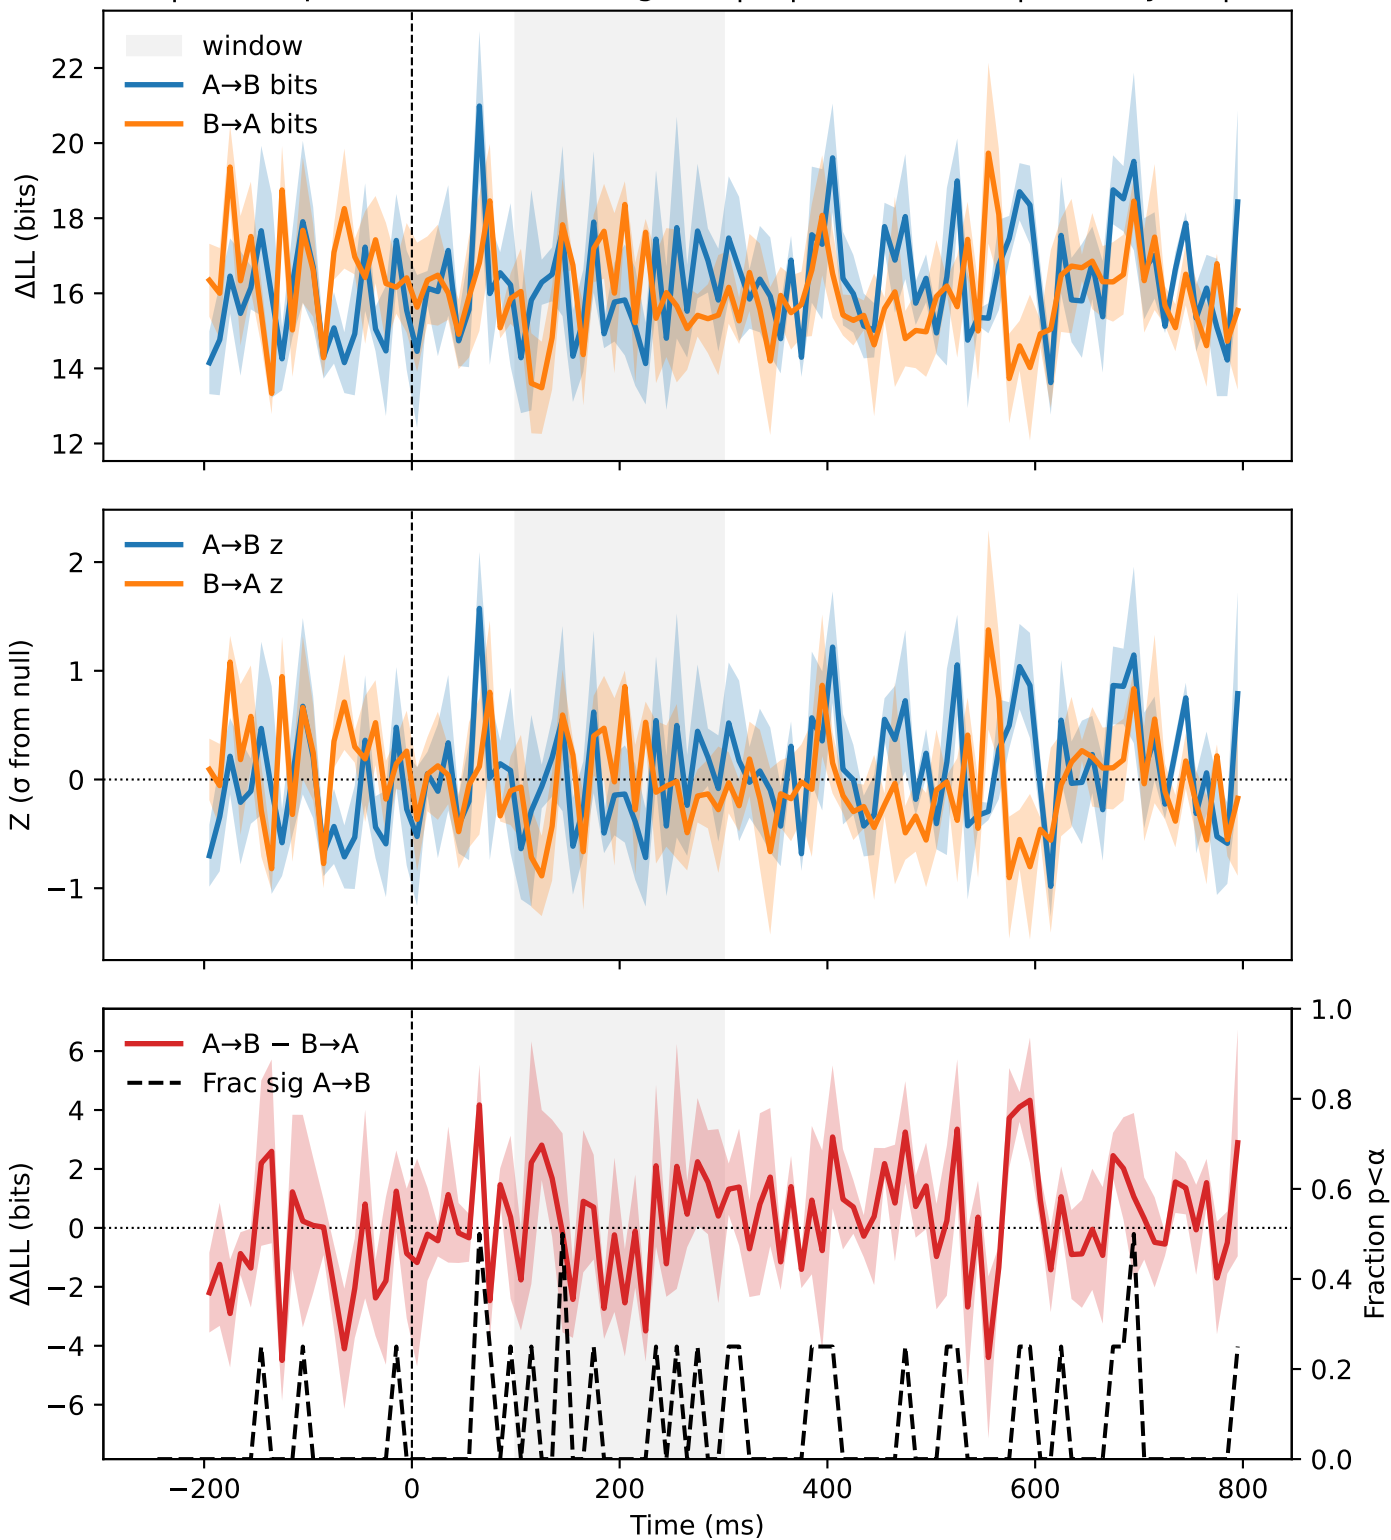 window
A→B bits
B→A bits
ΔLL (bits)
22
20
18
16
14
12
A→B z
B→A z
Z (σ from null)
2
1
0
−1
A→B − B→A
Frac sig A→B
ΔΔLL (bits)
6
4
2
0
−2
−4
−6
1.0
0.8
0.6
0.4
0.2
0.0
Fraction p<α
−200
0
200
400
600
800
Time (ms)